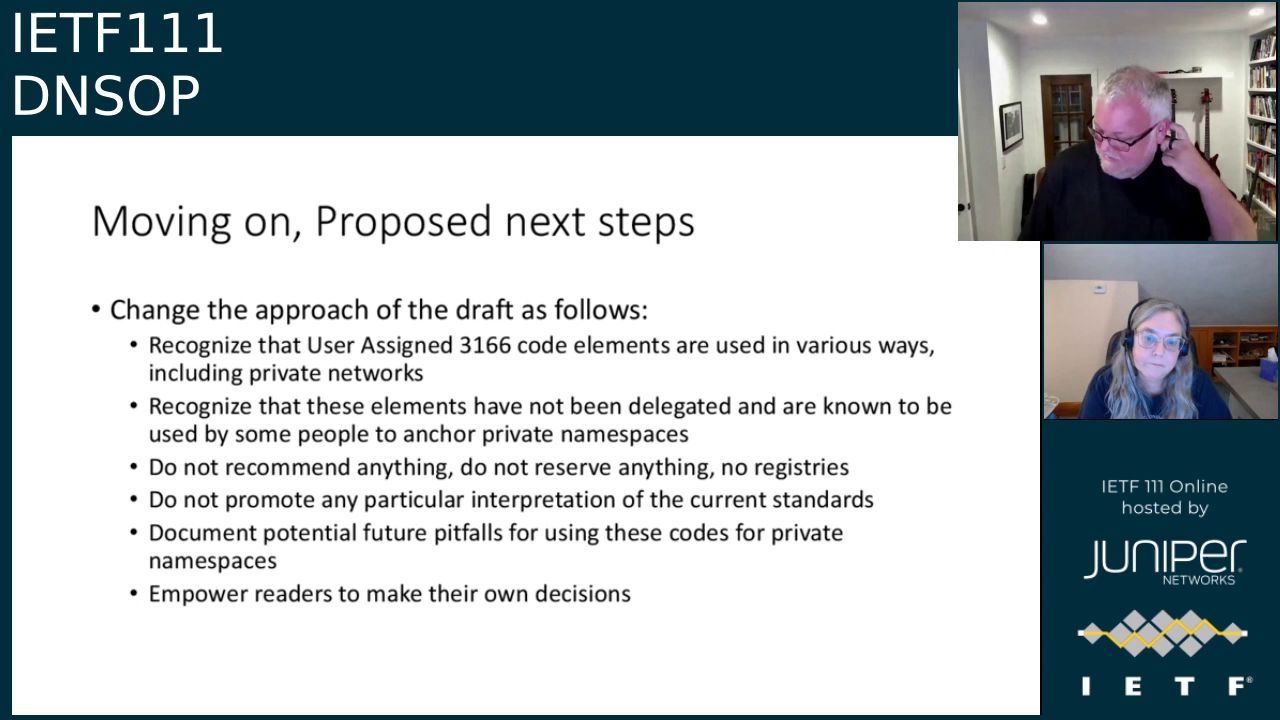 IETF111
DNSOP
Moving on, Proposed next steps
• Change the approach of the draft as follows:
• Recognize that User Assigned 3166 code elements are used in various ways,
including private networks
• Recognize that these elements have not been delegated and are known to be
used by some people to anchor private namespaces
• Do not recommend anything, do not reserve anything, no registries
• Do not promote any particular interpretation of the current standards
• Document potential future pitfalls for using these codes for private
namespaces
• Empower readers to make their own decisions
IETF 111 Online
hosted by
JUNIPER
NETWORKS
I E T F®